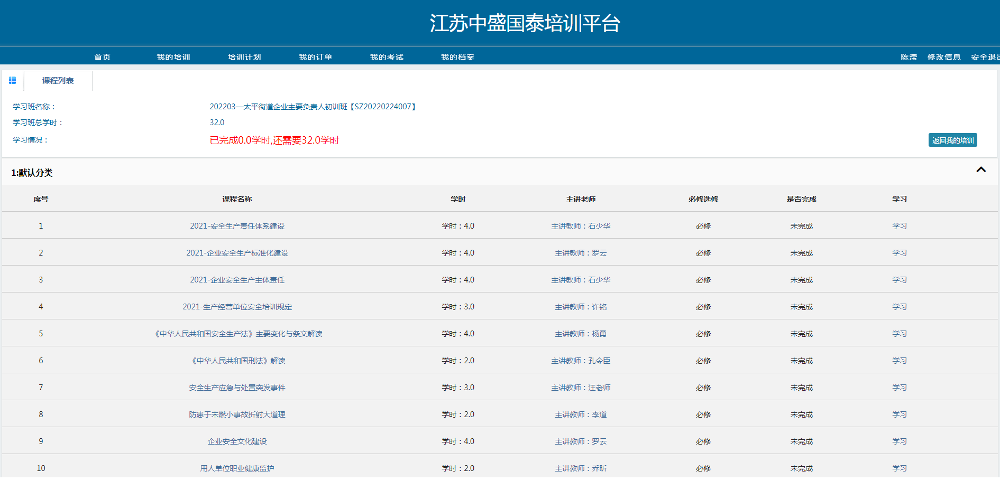 江苏中盛国泰培训平台
首页 我的培训 培训计划 我的订单 我的考试 我的档案 陈滢 修改信息 安全退出
课程列表
学习班名称： 202203—太平街道企业主要负责人初训班【SZ20220224007】
学习班总学时： 32.0
学习情况： 已完成0.0学时,还需要32.0学时 返回我的培训
1:默认分类
序号 课程名称 学时 主讲老师 必修选修 是否完成 学习
1 2021-安全生产责任体系建设 学时：4.0 主讲教师：石少华 必修 未完成 学习
2 2021-企业安全生产标准化建设 学时：4.0 主讲教师：罗云 必修 未完成 学习
3 2021-企业安全生产主体责任 学时：4.0 主讲教师：石少华 必修 未完成 学习
4 2021-生产经营单位安全培训规定 学时：3.0 主讲教师：许铭 必修 未完成 学习
5 《中华人民共和国安全生产法》主要变化与条文解读 学时：4.0 主讲教师：杨勇 必修 未完成 学习
6 《中华人民共和国刑法》解读 学时：2.0 主讲教师：孔令臣 必修 未完成 学习
7 安全生产应急与处置突发事件 学时：3.0 主讲教师：汪老师 必修 未完成 学习
8 防患于未燃小事故折射大道理 学时：2.0 主讲教师：李道 必修 未完成 学习
9 企业安全文化建设 学时：4.0 主讲教师：罗云 必修 未完成 学习
10 用人单位职业健康监护 学时：2.0 主讲教师：乔昕 必修 未完成 学习